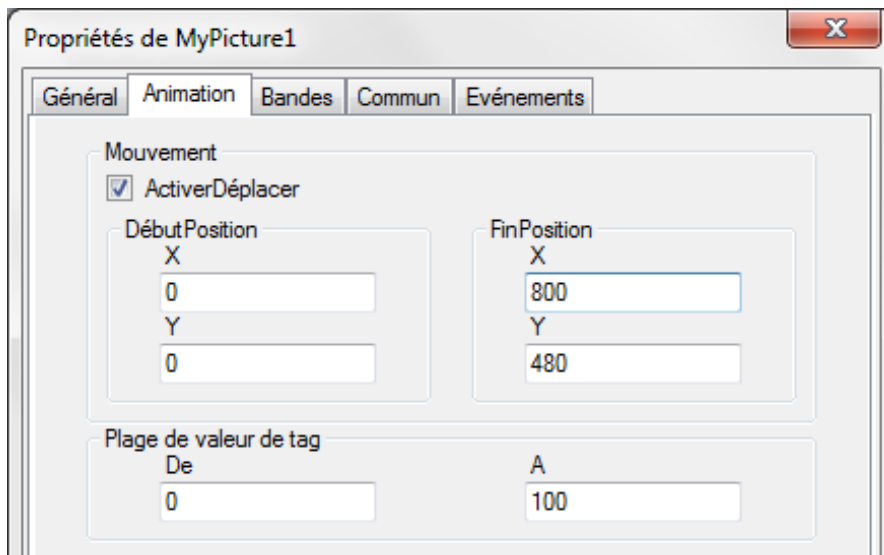 Propriétés de MyPicture1
Général Animation Bandes Commun Evénements
Mouvement
ActiverDéplacer
DébutPosition FinPosition
X X
0 800
Y Y
0 480
Plage de valeur de tag
De A
0 100